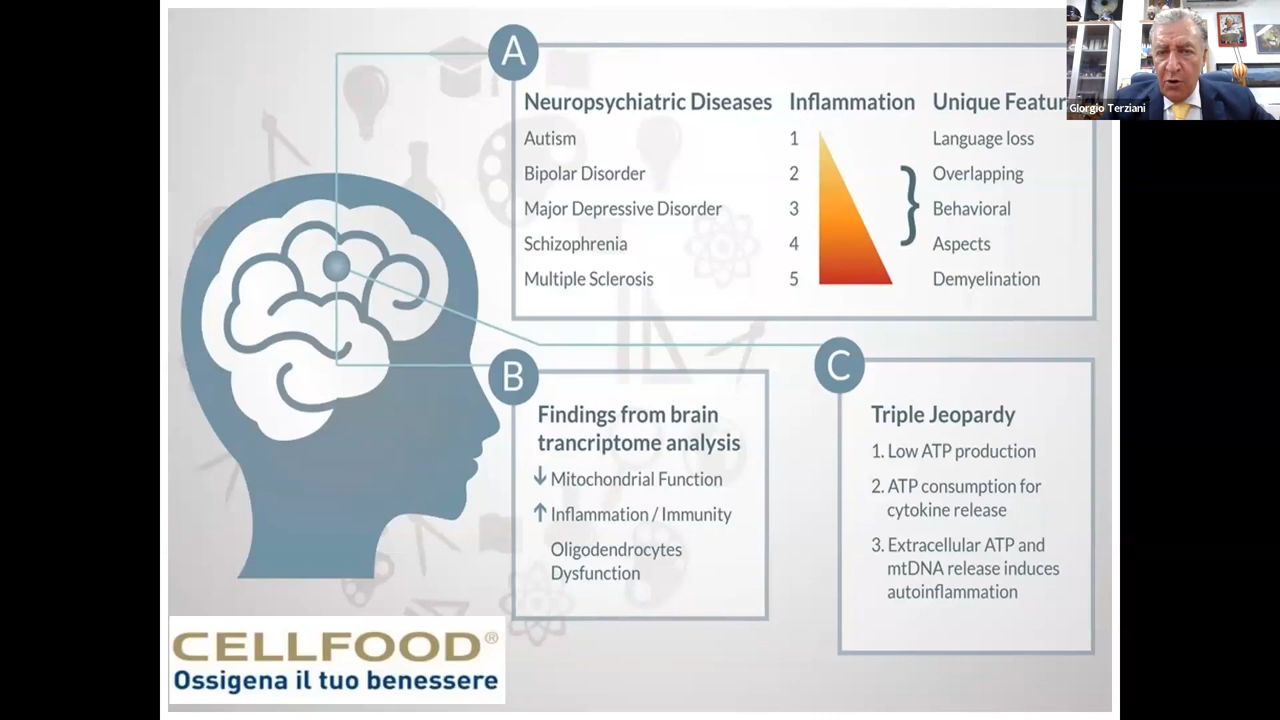 A
Neuropsychiatric Diseases Inflammation Unique Featur
Autism 1 Language loss
Bipolar Disorder 2 Overlapping
Major Depressive Disorder 3 Behavioral
Schizophrenia 4 Aspects
Multiple Sclerosis 5 Demyelination
B
Findings from brain
trancriptome analysis
↓ Mitochondrial Function
↑ Inflammation / Immunity
Oligodendrocytes
Dysfunction
C
Triple Jeopardy
1. Low ATP production
2. ATP consumption for
cytokine release
3. Extracellular ATP and
mtDNA release induces
autoinflammation
CELLFOOD®
Ossigena il tuo benessere
GIorgio Terziani